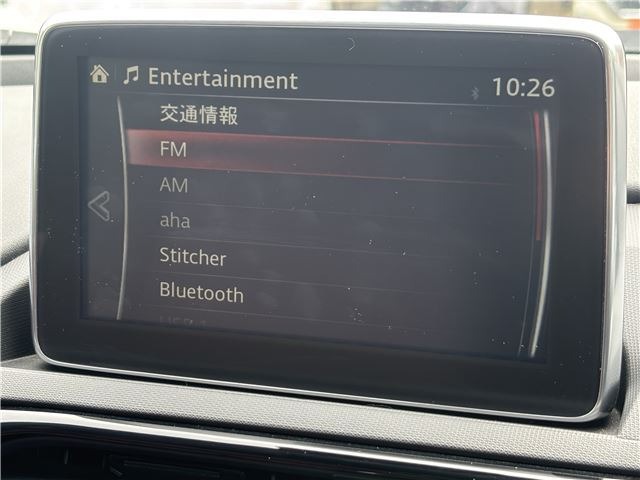 Entertainment
10:26
交通情報
FM
AM
aha
Stitcher
Bluetooth